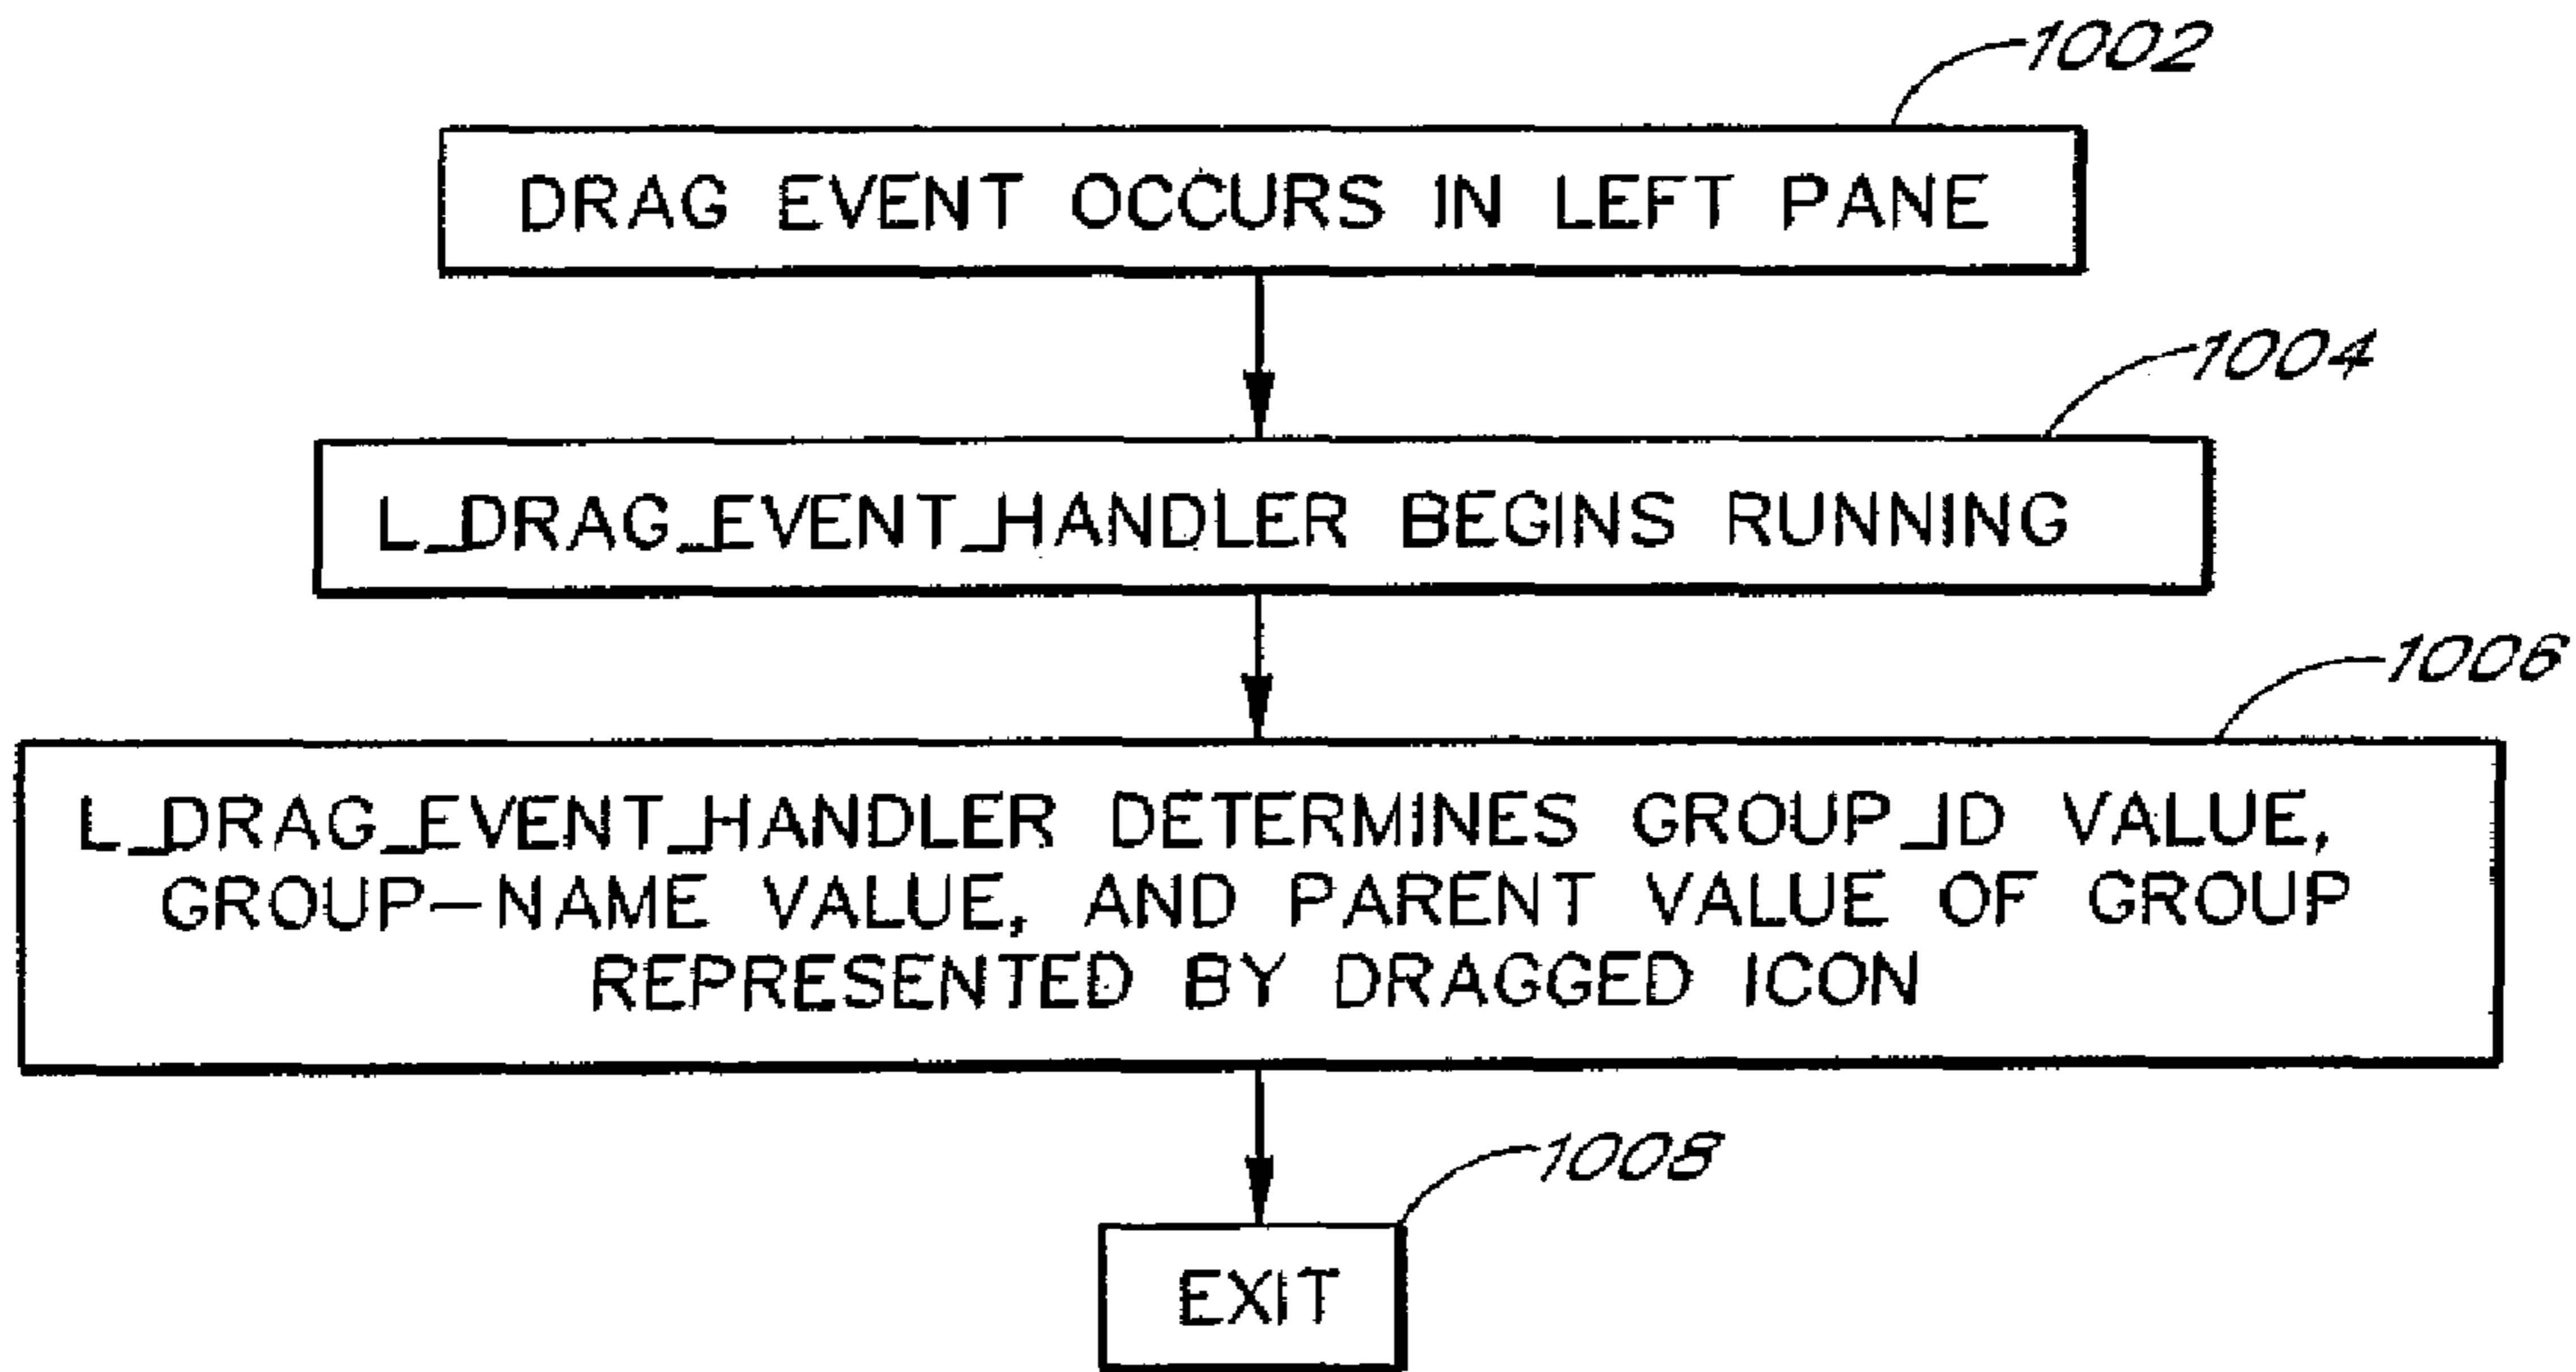 1002
DRAG EVENT OCCURS IN LEFT PANE
1004
L_DRAG_EVENT_HANDLER BEGINS RUNNING
1006
L_DRAG_EVENT_HANDLER DETERMINES GROUP_ID VALUE,
GROUP-NAME VALUE, AND PARENT VALUE OF GROUP
REPRESENTED BY DRAGGED ICON
1008
EXIT